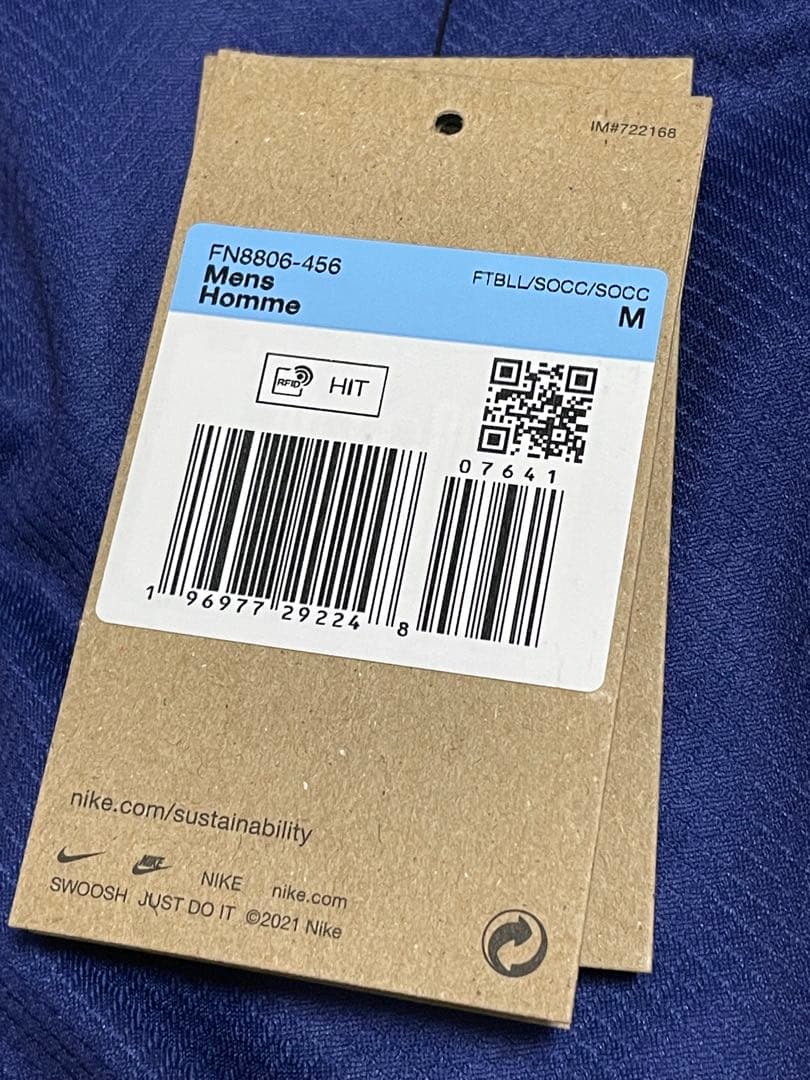 IM#722168
FN8806-456
Mens
Homme
FTBLL/SOCC/SOCC
M
RFID HIT
07641
1 96977 29224 8
nike.com/sustainability
NIKE NIKE nike.com
SWOOSH JUST DO IT ©2021 Nike